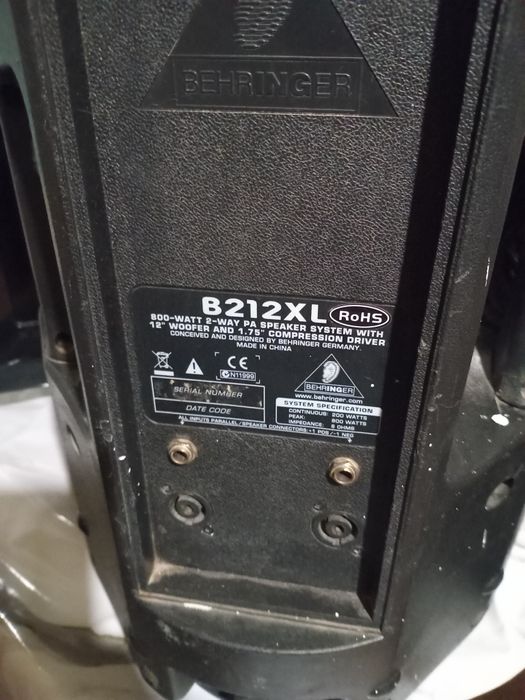 BEHRINGER
B212XL RoHS
800-WATT 2-WAY PA SPEAKER SYSTEM WITH
12" WOOFER AND 1.75" COMPRESSION DRIVER
CONCEIVED AND DESIGNED BY BEHRINGER GERMANY.
MADE IN CHINA
CE
N11999
SERIAL NUMBER
DATE CODE
BEHRINGER
www.behringer.com
SYSTEM SPECIFICATION
CONTINUOUS: 200 WATTS
PEAK: 800 WATTS
IMPEDANCE: 8 OHMS
ALL INPUTS PARALLEL/SPEAKER CONNECTORS:+1 POS/-1 NEG